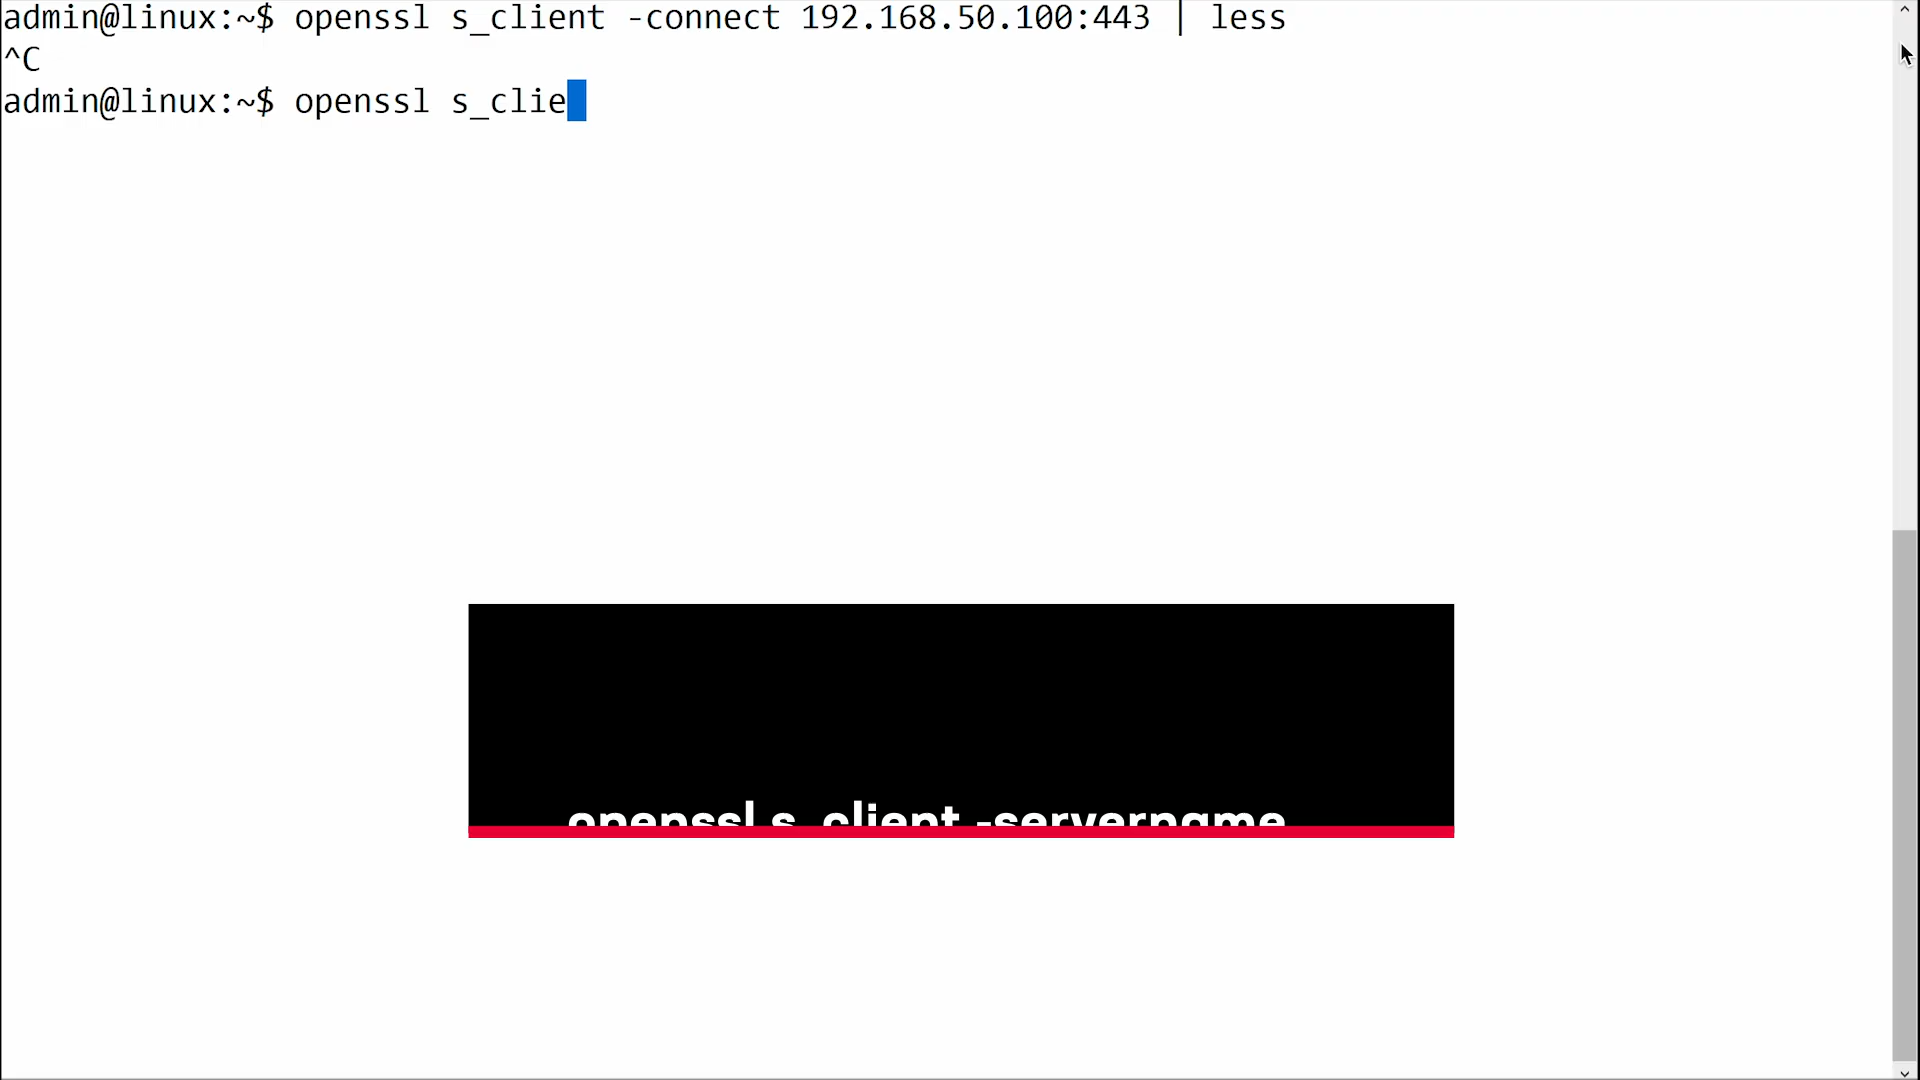 admin@linux:~$ openssl s_client -connect 192.168.50.100:443 | less
^C
admin@linux:~$ openssl s_clie
openssl s_client -servername